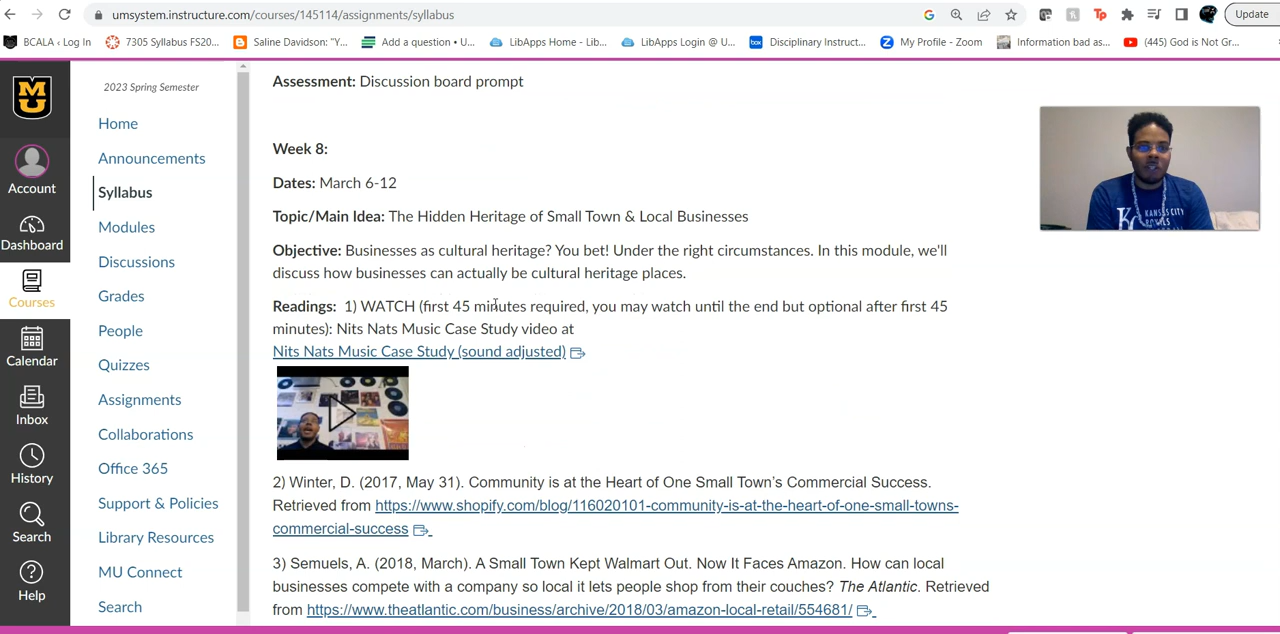 umsystem.instructure.com/courses/145114/assignments/syllabus
Update
BCALA ‹ Log In
7305 Syllabus FS20...
Saline Davidson: "Y...
Add a question • U...
LibApps Home - Lib...
LibApps Login @ U...
box
Disciplinary Instruct...
My Profile - Zoom
Information bad as...
(445) God is Not Gr...
MU
Account
Dashboard
Courses
Calendar
Inbox
History
Search
Help
2023 Spring Semester
Home
Announcements
Syllabus
Modules
Discussions
Grades
People
Quizzes
Assignments
Collaborations
Office 365
Support & Policies
Library Resources
MU Connect
Search
Assessment: Discussion board prompt
Week 8:
Dates: March 6-12
Topic/Main Idea: The Hidden Heritage of Small Town & Local Businesses
Objective: Businesses as cultural heritage? You bet! Under the right circumstances. In this module, we'll
discuss how businesses can actually be cultural heritage places.
Readings: 1) WATCH (first 45 minutes required, you may watch until the end but optional after first 45
minutes): Nits Nats Music Case Study video at
Nits Nats Music Case Study (sound adjusted)
2) Winter, D. (2017, May 31). Community is at the Heart of One Small Town's Commercial Success.
Retrieved from https://www.shopify.com/blog/116020101-community-is-at-the-heart-of-one-small-towns-
commercial-success
3) Semuels, A. (2018, March). A Small Town Kept Walmart Out. Now It Faces Amazon. How can local
businesses compete with a company so local it lets people shop from their couches? The Atlantic. Retrieved
from https://www.theatlantic.com/business/archive/2018/03/amazon-local-retail/554681/
KANSAS CITY